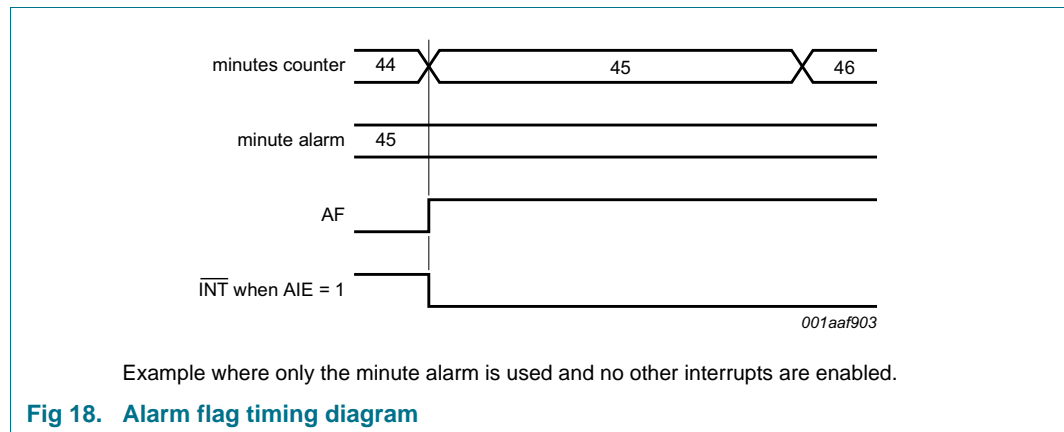 minutes counter 44 45 46
minute alarm 45
AF
INT when AIE = 1
001aaf903
Example where only the minute alarm is used and no other interrupts are enabled.
Fig 18. Alarm flag timing diagram